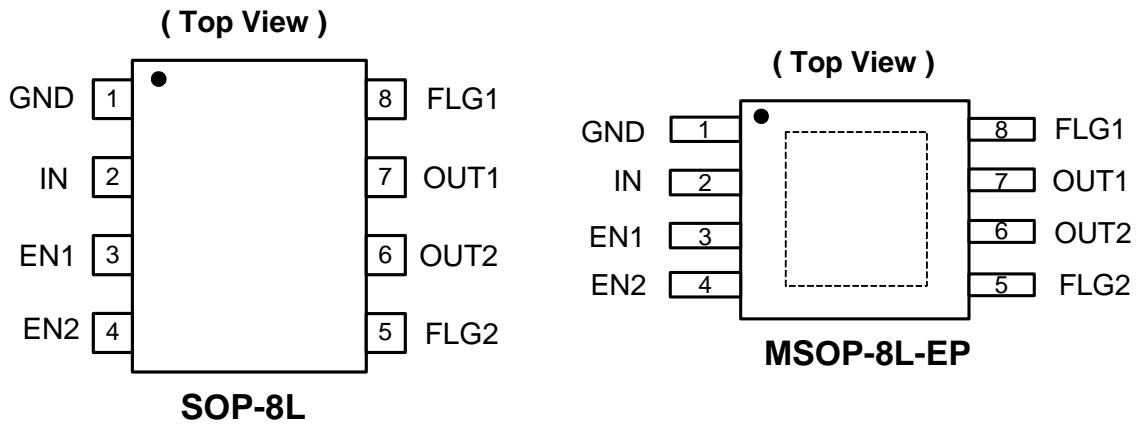 ( Top View )
GND 1 8 FLG1
IN 2 7 OUT1
EN1 3 6 OUT2
EN2 4 5 FLG2
SOP-8L
( Top View )
GND 1 8 FLG1
IN 2 7 OUT1
EN1 3 6 OUT2
EN2 4 5 FLG2
MSOP-8L-EP